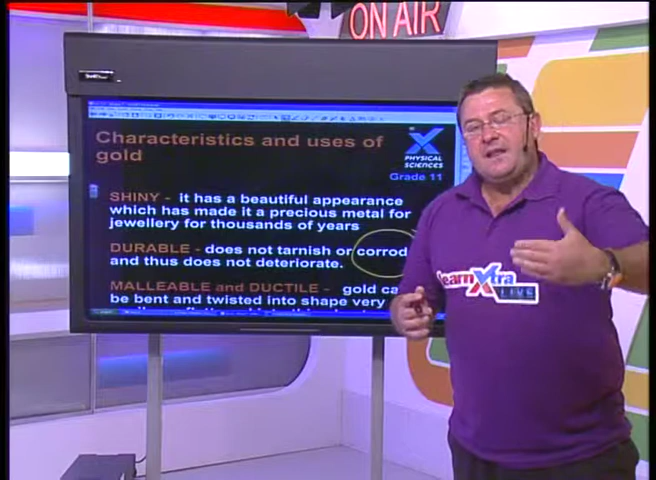 ON AIR
Characteristics and uses of
gold
X
PHYSICAL
SCIENCES
Grade 11
SHINY - it has a beautiful appearance
which has made it a precious metal for
jewellery for thousands of years
DURABLE - does not tarnish or corrod
and thus does not deteriorate.
MALLEABLE and DUCTILE - gold ca
be bent and twisted into shape very
learn Xtra
LIVE